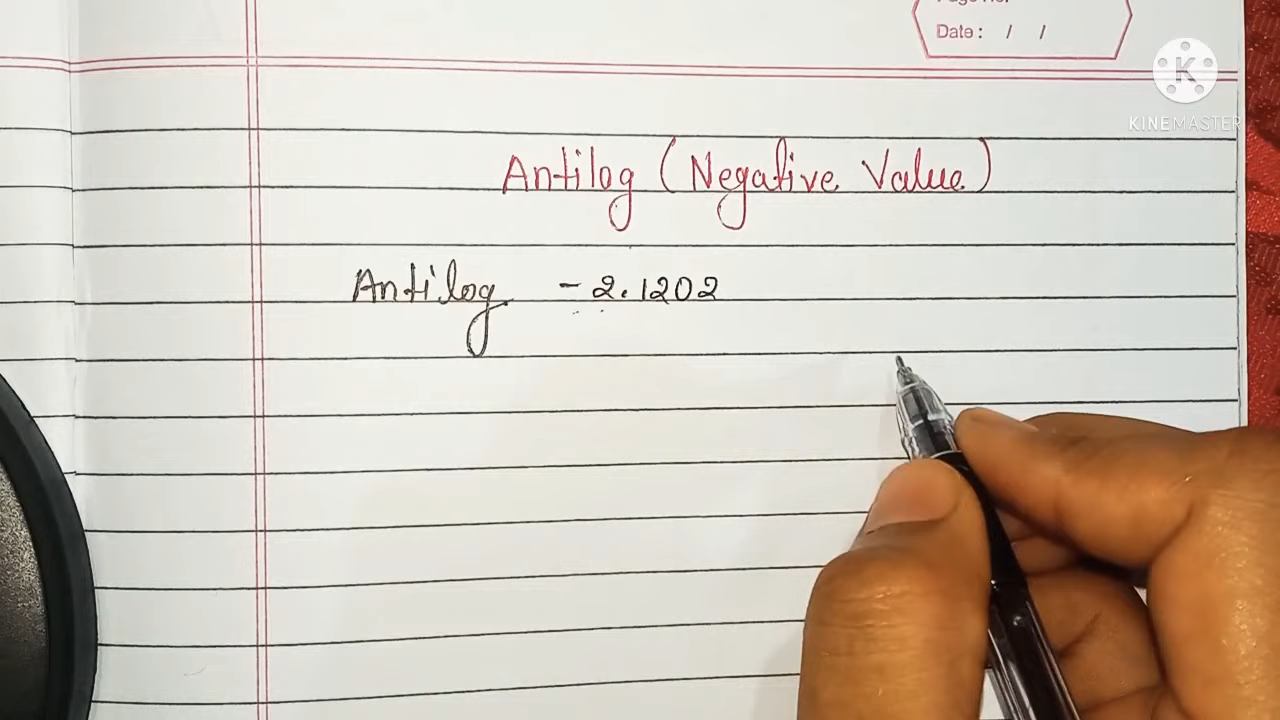 Date: / /
K
KINEMASTER
Antilog (Negative Value)
Antilog -2.1202